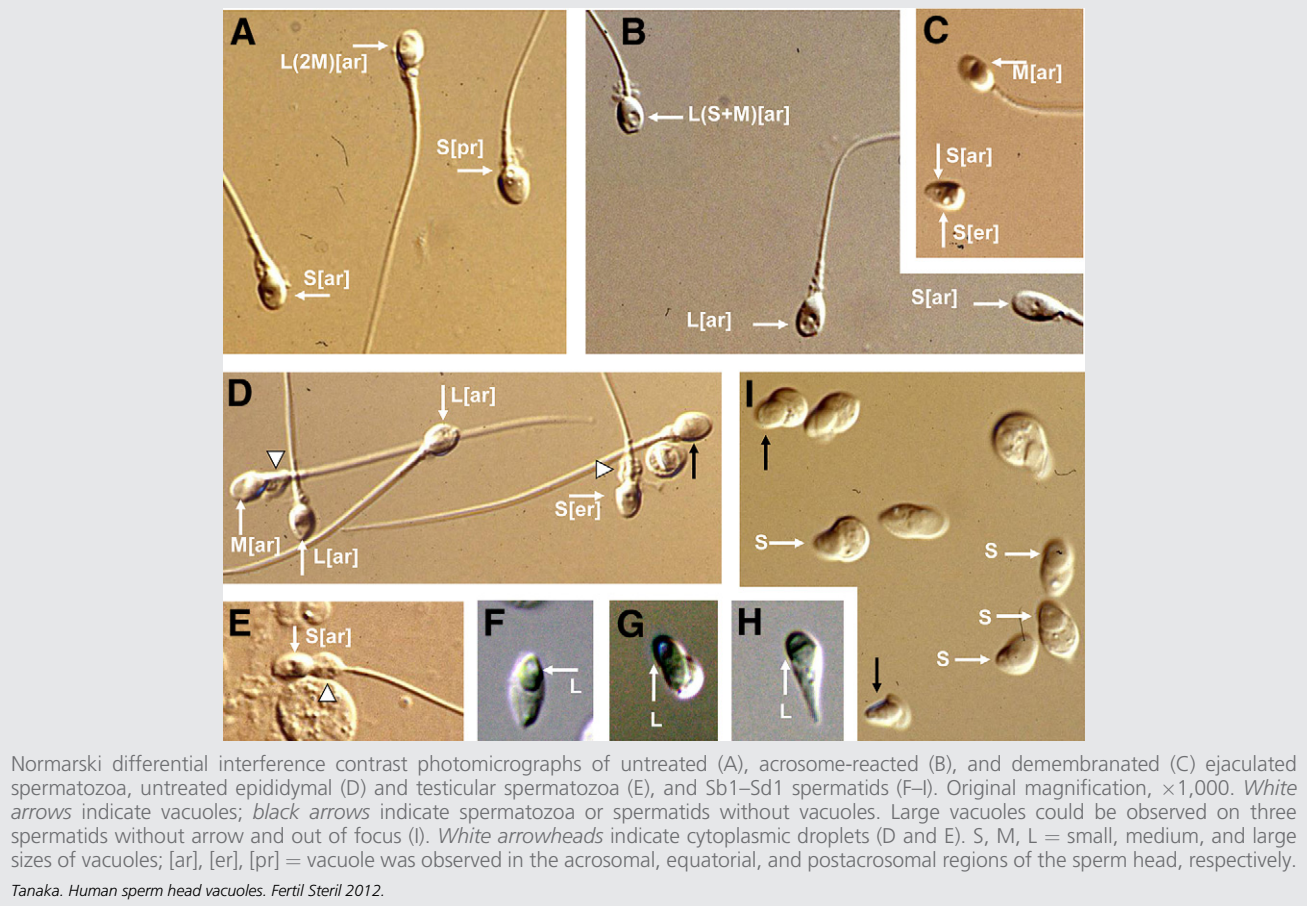 A
L(2M)[ar]
S[pr]
S[ar]
B
L(S+M)[ar]
L[ar]
S[ar]
C
M[ar]
S[ar]
S[er]
D
L[ar]
M[ar]
L[ar]
S[er]
E
S[ar]
F
L
G
L
H
L
I
S
S
S
S
Normarski differential interference contrast photomicrographs of untreated (A), acrosome-reacted (B), and demembranated (C) ejaculated
spermatozoa, untreated epididymal (D) and testicular spermatozoa (E), and Sb1–Sd1 spermatids (F–I). Original magnification, ×1,000. White
arrows indicate vacuoles; black arrows indicate spermatozoa or spermatids without vacuoles. Large vacuoles could be observed on three
spermatids without arrow and out of focus (I). White arrowheads indicate cytoplasmic droplets (D and E). S, M, L = small, medium, and large
sizes of vacuoles; [ar], [er], [pr] = vacuole was observed in the acrosomal, equatorial, and postacrosomal regions of the sperm head, respectively.
Tanaka. Human sperm head vacuoles. Fertil Steril 2012.